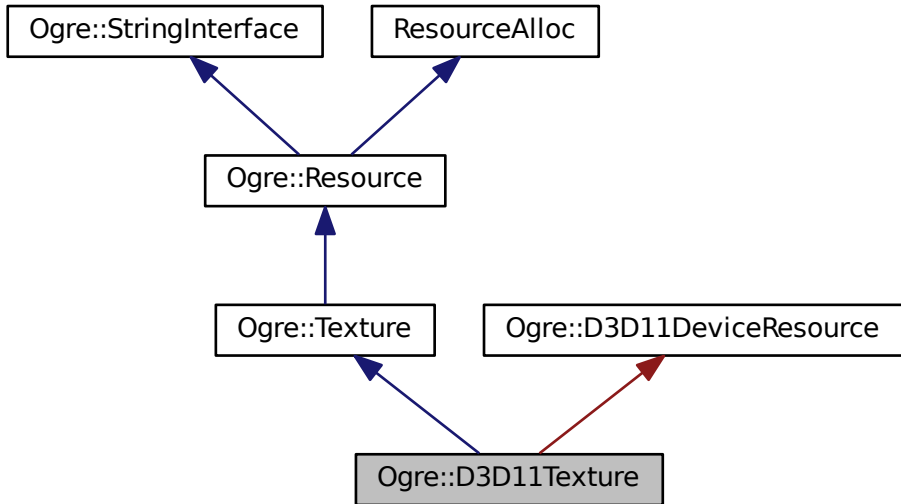 Ogre::StringInterface
ResourceAlloc
Ogre::Resource
Ogre::Texture
Ogre::D3D11DeviceResource
Ogre::D3D11Texture